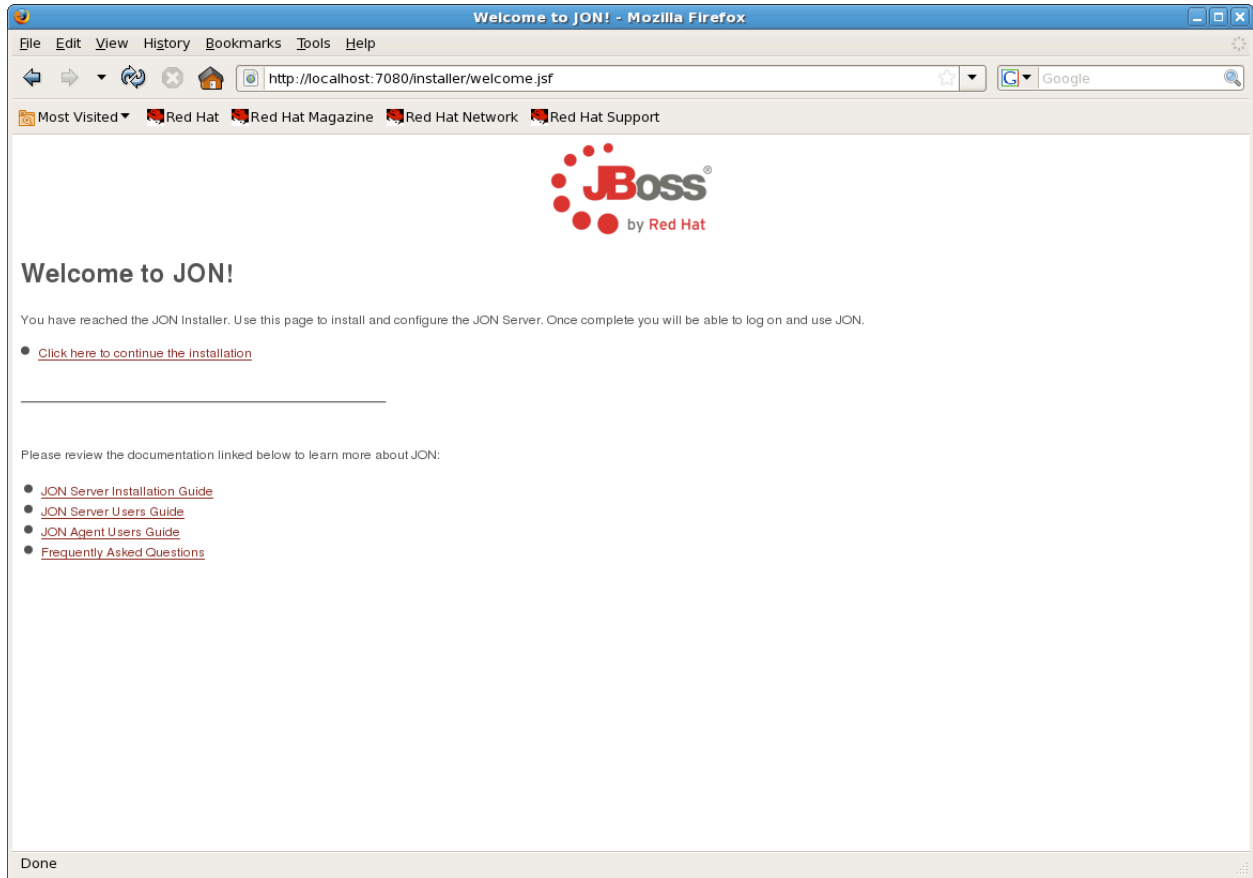 Welcome to JON! - Mozilla Firefox
File Edit View History Bookmarks Tools Help
http://localhost:7080/installer/welcome.jsf G Google
Most Visited Red Hat Red Hat Magazine Red Hat Network Red Hat Support
JBoss®
by Red Hat
Welcome to JON!
You have reached the JON Installer. Use this page to install and configure the JON Server. Once complete you will be able to log on and use JON.
Click here to continue the installation
Please review the documentation linked below to learn more about JON:
JON Server Installation Guide
JON Server Users Guide
JON Agent Users Guide
Frequently Asked Questions
Done